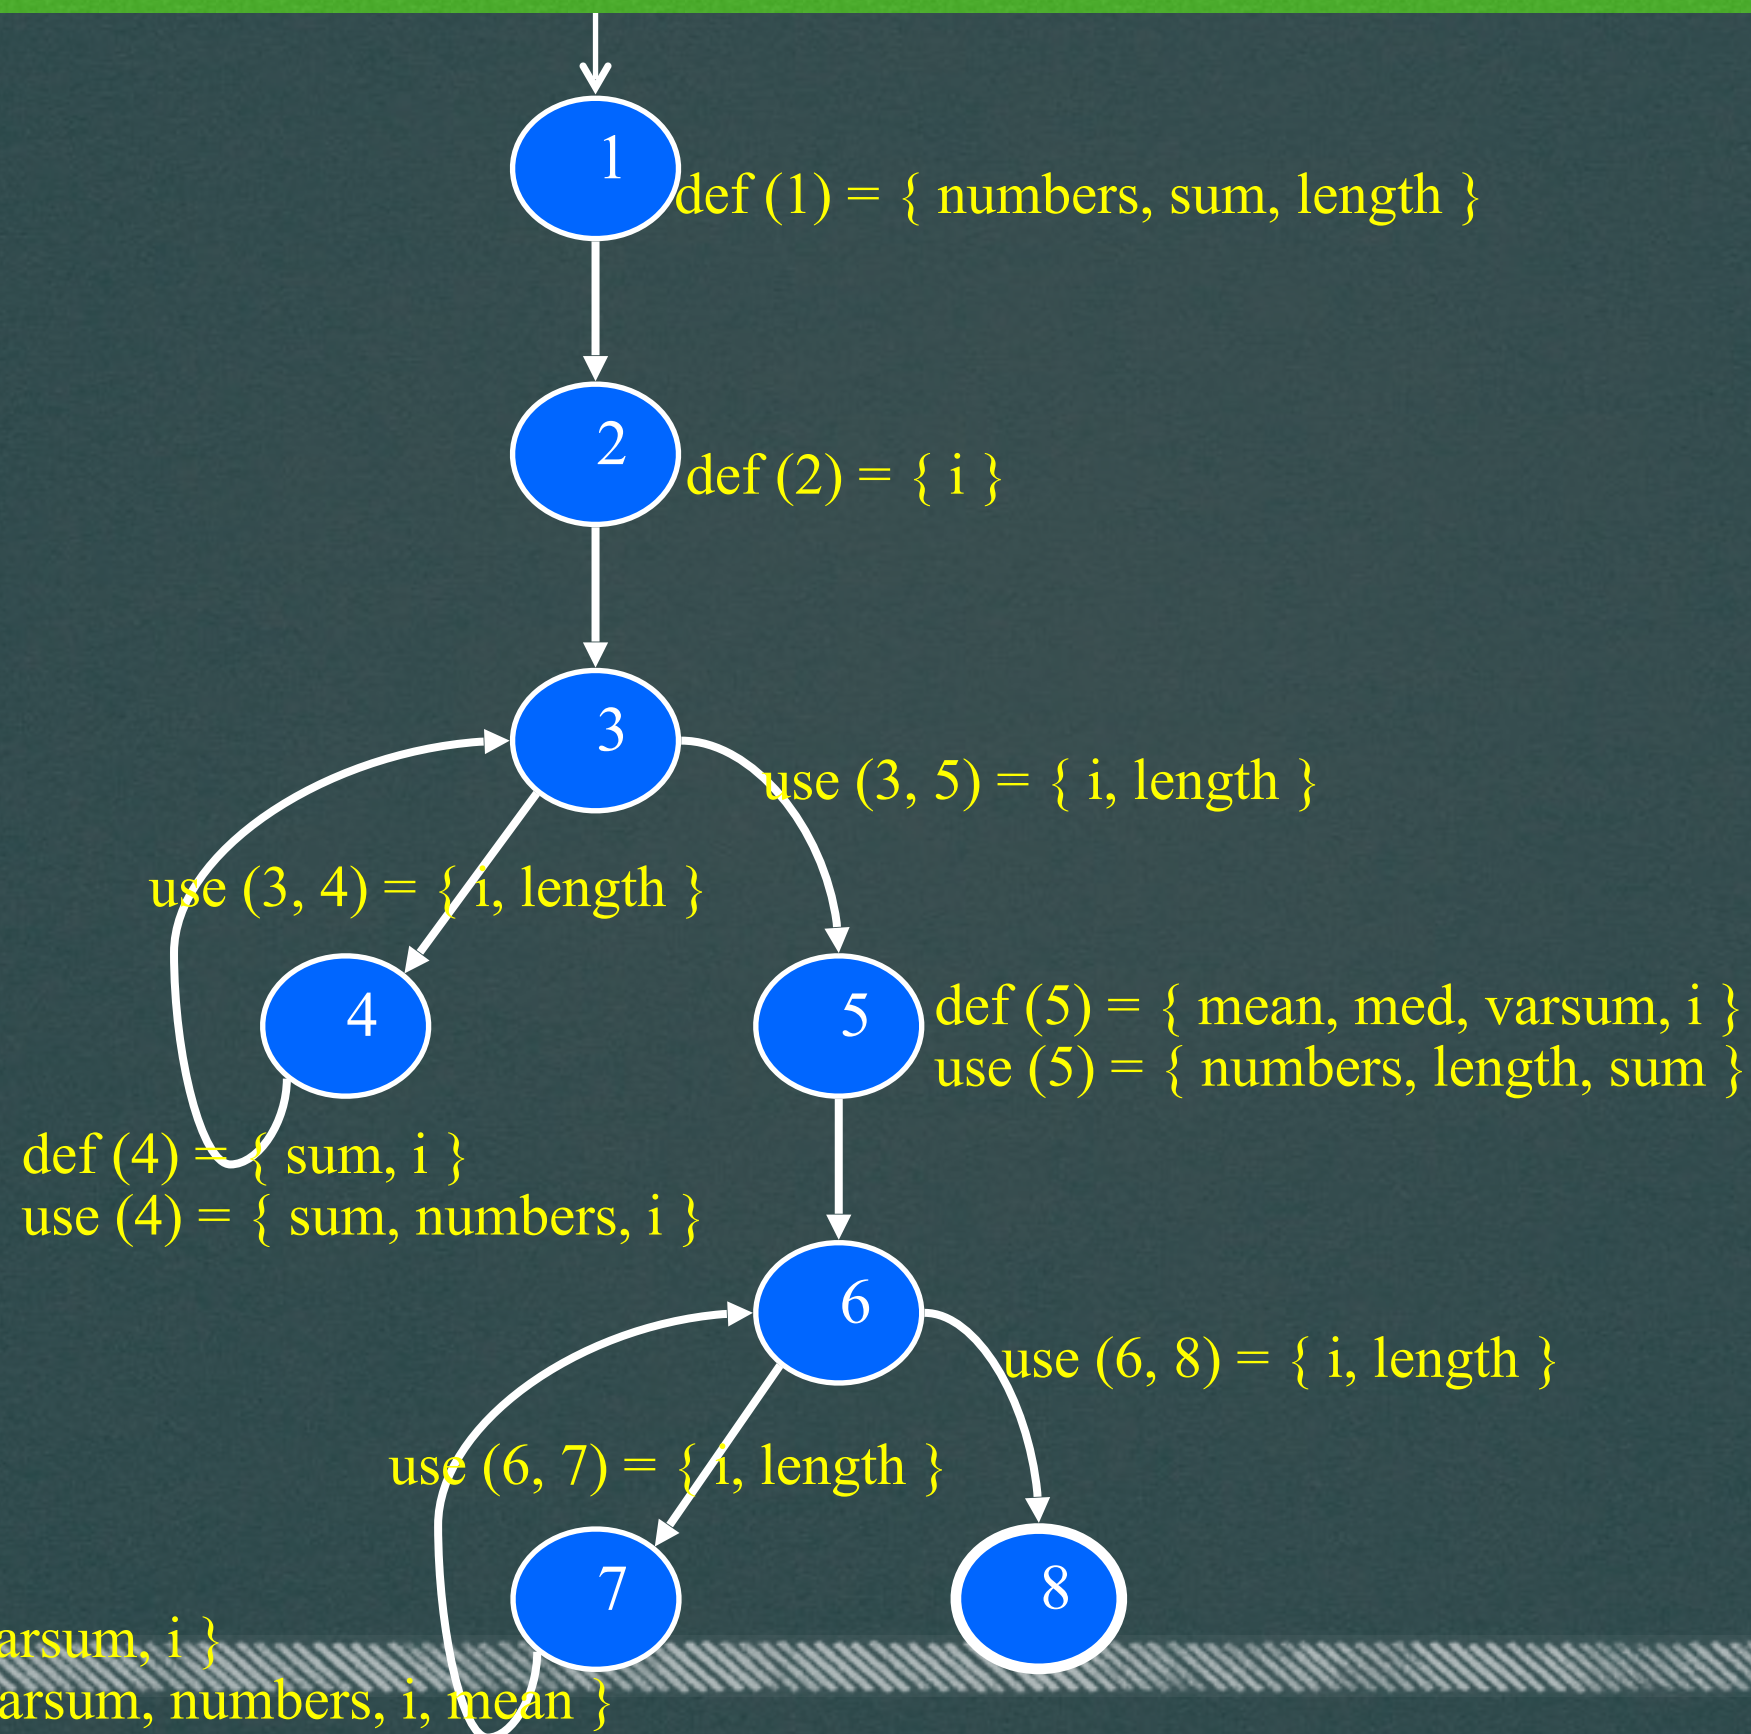 1
def (1) = { numbers, sum, length }
2
def (2) = { i }
3
use (3, 5) = { i, length }
use (3, 4) = { i, length }
4
5
def (5) = { mean, med, varsum, i }
use (5) = { numbers, length, sum }
def (4) = { sum, i }
use (4) = { sum, numbers, i }
6
use (6, 8) = { i, length }
use (6, 7) = { i, length }
7
8
arsum, i }
arsum, numbers, i, mean }